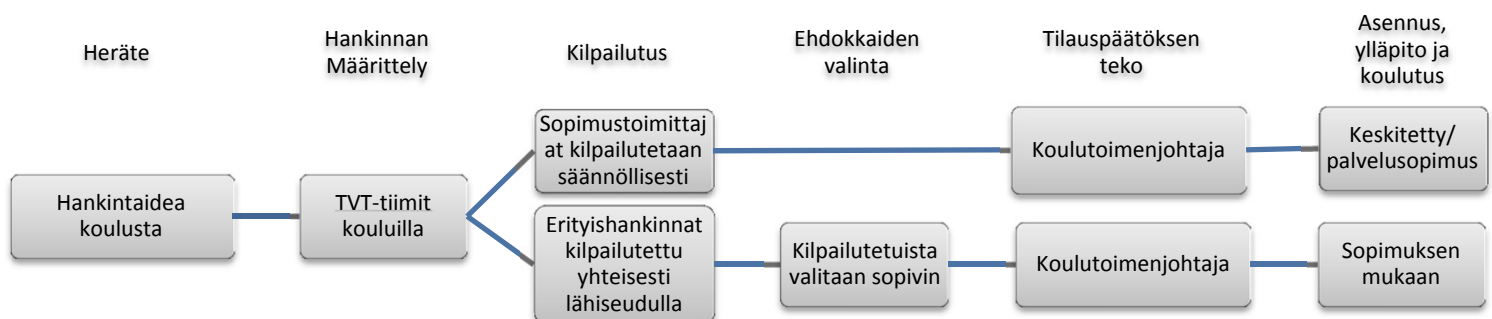 Heräte
Hankinnan
Määrittely
Kilpailutus
Ehdokkaiden
valinta
Tilauspäätöksen
teko
Asennus,
ylläpito ja
koulutus
Hankintaidea
koulusta
TVT-tiimit
kouluilla
Sopimustoimittaj
at kilpailutetaan
säännöllisesti
Koulutoimenjohtaja
Keskitetty/
palvelusopimus
Erityishankinnat
kilpailutettu
yhteisesti
lähiseudulla
Kilpailutetuista
valitaan sopivin
Koulutoimenjohtaja
Sopimuksen
mukaan